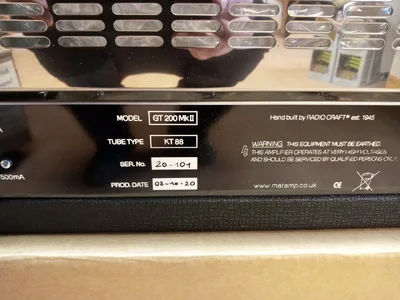 MODEL GT 200 MkII
Hand built by RADIO CRAFT® est. 1945
TUBE TYPE KT 88
WARNING THIS EQUIPMENT MUST BE EARTHED.
THIS AMPLIFIER OPERATES AT VERY HIGH VOLTAGES
AND SHOULD BE SERVICED BY QUALIFIED PERSONS ONLY.
SER. No. 20-101
500mA
PROD. DATE 03-10-20
www.matamp.co.uk CE